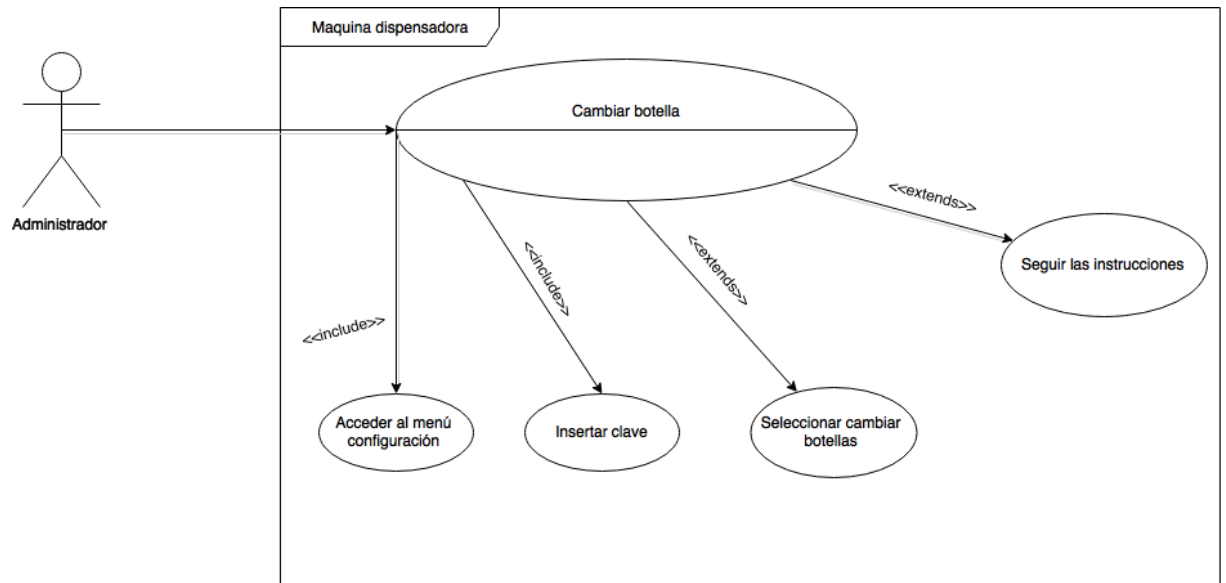 Maquina dispensadora
Cambiar botella
Administrador
<<extends>>
Seguir las instrucciones
<<include>>
<<extends>>
<<include>>
Acceder al menú
configuración
Insertar clave
Seleccionar cambiar
botellas